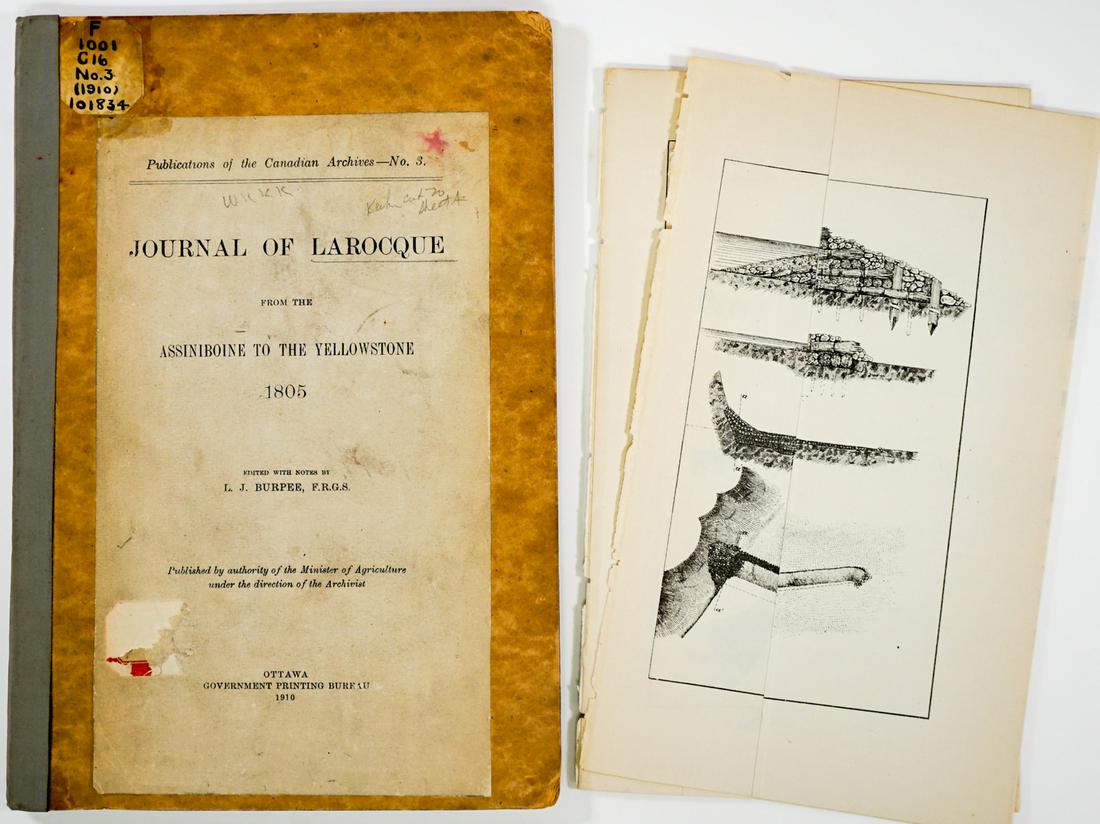 F
1001
C16
No.3
(1910)
101834
Publications of the Canadian Archives—No. 3.
JOURNAL OF LAROCQUE
FROM THE
ASSINIBOINE TO THE YELLOWSTONE
1805
EDITED WITH NOTES BY
L. J. BURPEE, F.R.G.S.
Published by authority of the Minister of Agriculture
under the direction of the Archivist
OTTAWA
GOVERNMENT PRINTING BUREAU
1910